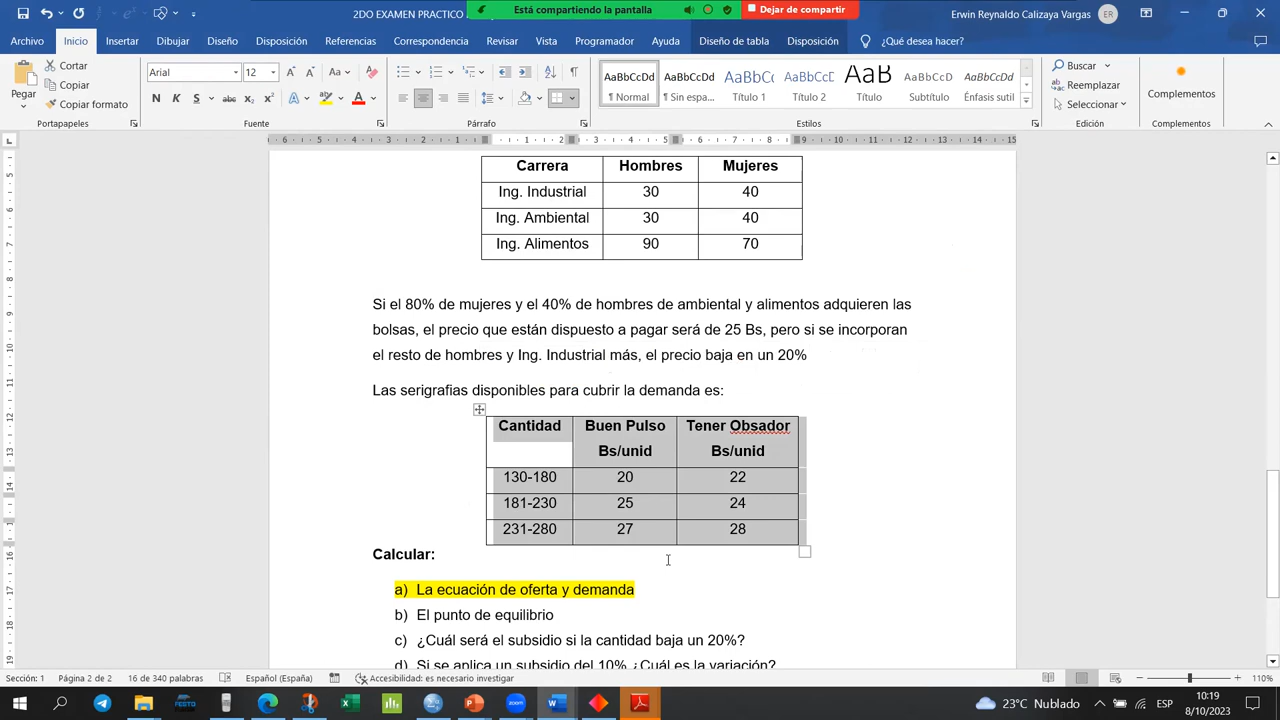 2DO EXAMEN PRACTICO
Está compartiendo la pantalla
Dejar de compartir
Erwin Reynaldo Calizaya Vargas
ER
Archivo Inicio Insertar Dibujar Diseño Disposición Referencias Correspondencia Revisar Vista Programador Ayuda Diseño de tabla Disposición ¿Qué desea hacer?
Pegar
Cortar
Copiar
Copiar formato
Arial 12
Aa
N K S abc x₂ x²
AaBbCcDd AaBbCcDd AaBbCc AaBbCcD AaB AaBbCcD AaBbCcDd
¶ Normal ¶ Sin espa... Título 1 Título 2 Título Subtítulo Énfasis sutil
Buscar
Reemplazar
Seleccionar
Complementos
Portapapeles Fuente Párrafo Estilos Edición Complementos
Carrera Hombres Mujeres
Ing. Industrial 30 40
Ing. Ambiental 30 40
Ing. Alimentos 90 70
Si el 80% de mujeres y el 40% de hombres de ambiental y alimentos adquieren las
bolsas, el precio que están dispuesto a pagar será de 25 Bs, pero si se incorporan
el resto de hombres y Ing. Industrial más, el precio baja en un 20%
Las serigrafias disponibles para cubrir la demanda es:
Cantidad Buen Pulso Tener Obsador
Bs/unid Bs/unid
130-180 20 22
181-230 25 24
231-280 27 28
Calcular:
a) La ecuación de oferta y demanda
b) El punto de equilibrio
c) ¿Cuál será el subsidio si la cantidad baja un 20%?
d) Si se aplica un subsidio del 10% ¿Cuál es la variación?
Sección: 1 Página 2 de 2 16 de 340 palabras Español (España) Accesibilidad: es necesario investigar 110%
23°C Nublado ESP 10:19
8/10/2023